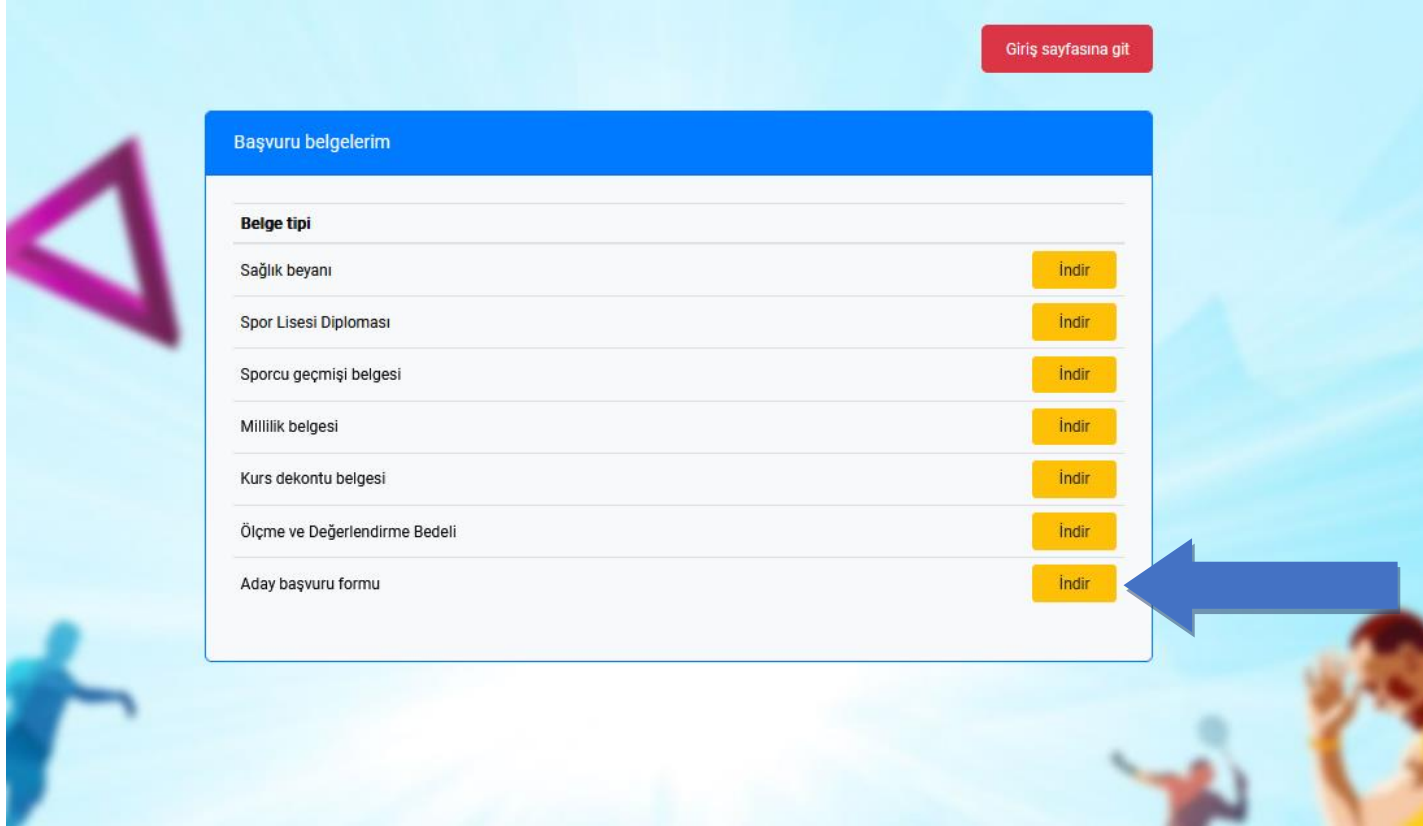 Giriş sayfasına git
Başvuru belgelerim
Belge tipi
Sağlık beyanı İndir
Spor Lisesi Diploması İndir
Sporcu geçmişi belgesi İndir
Millilik belgesi İndir
Kurs dekontu belgesi İndir
Ölçme ve Değerlendirme Bedeli İndir
Aday başvuru formu İndir